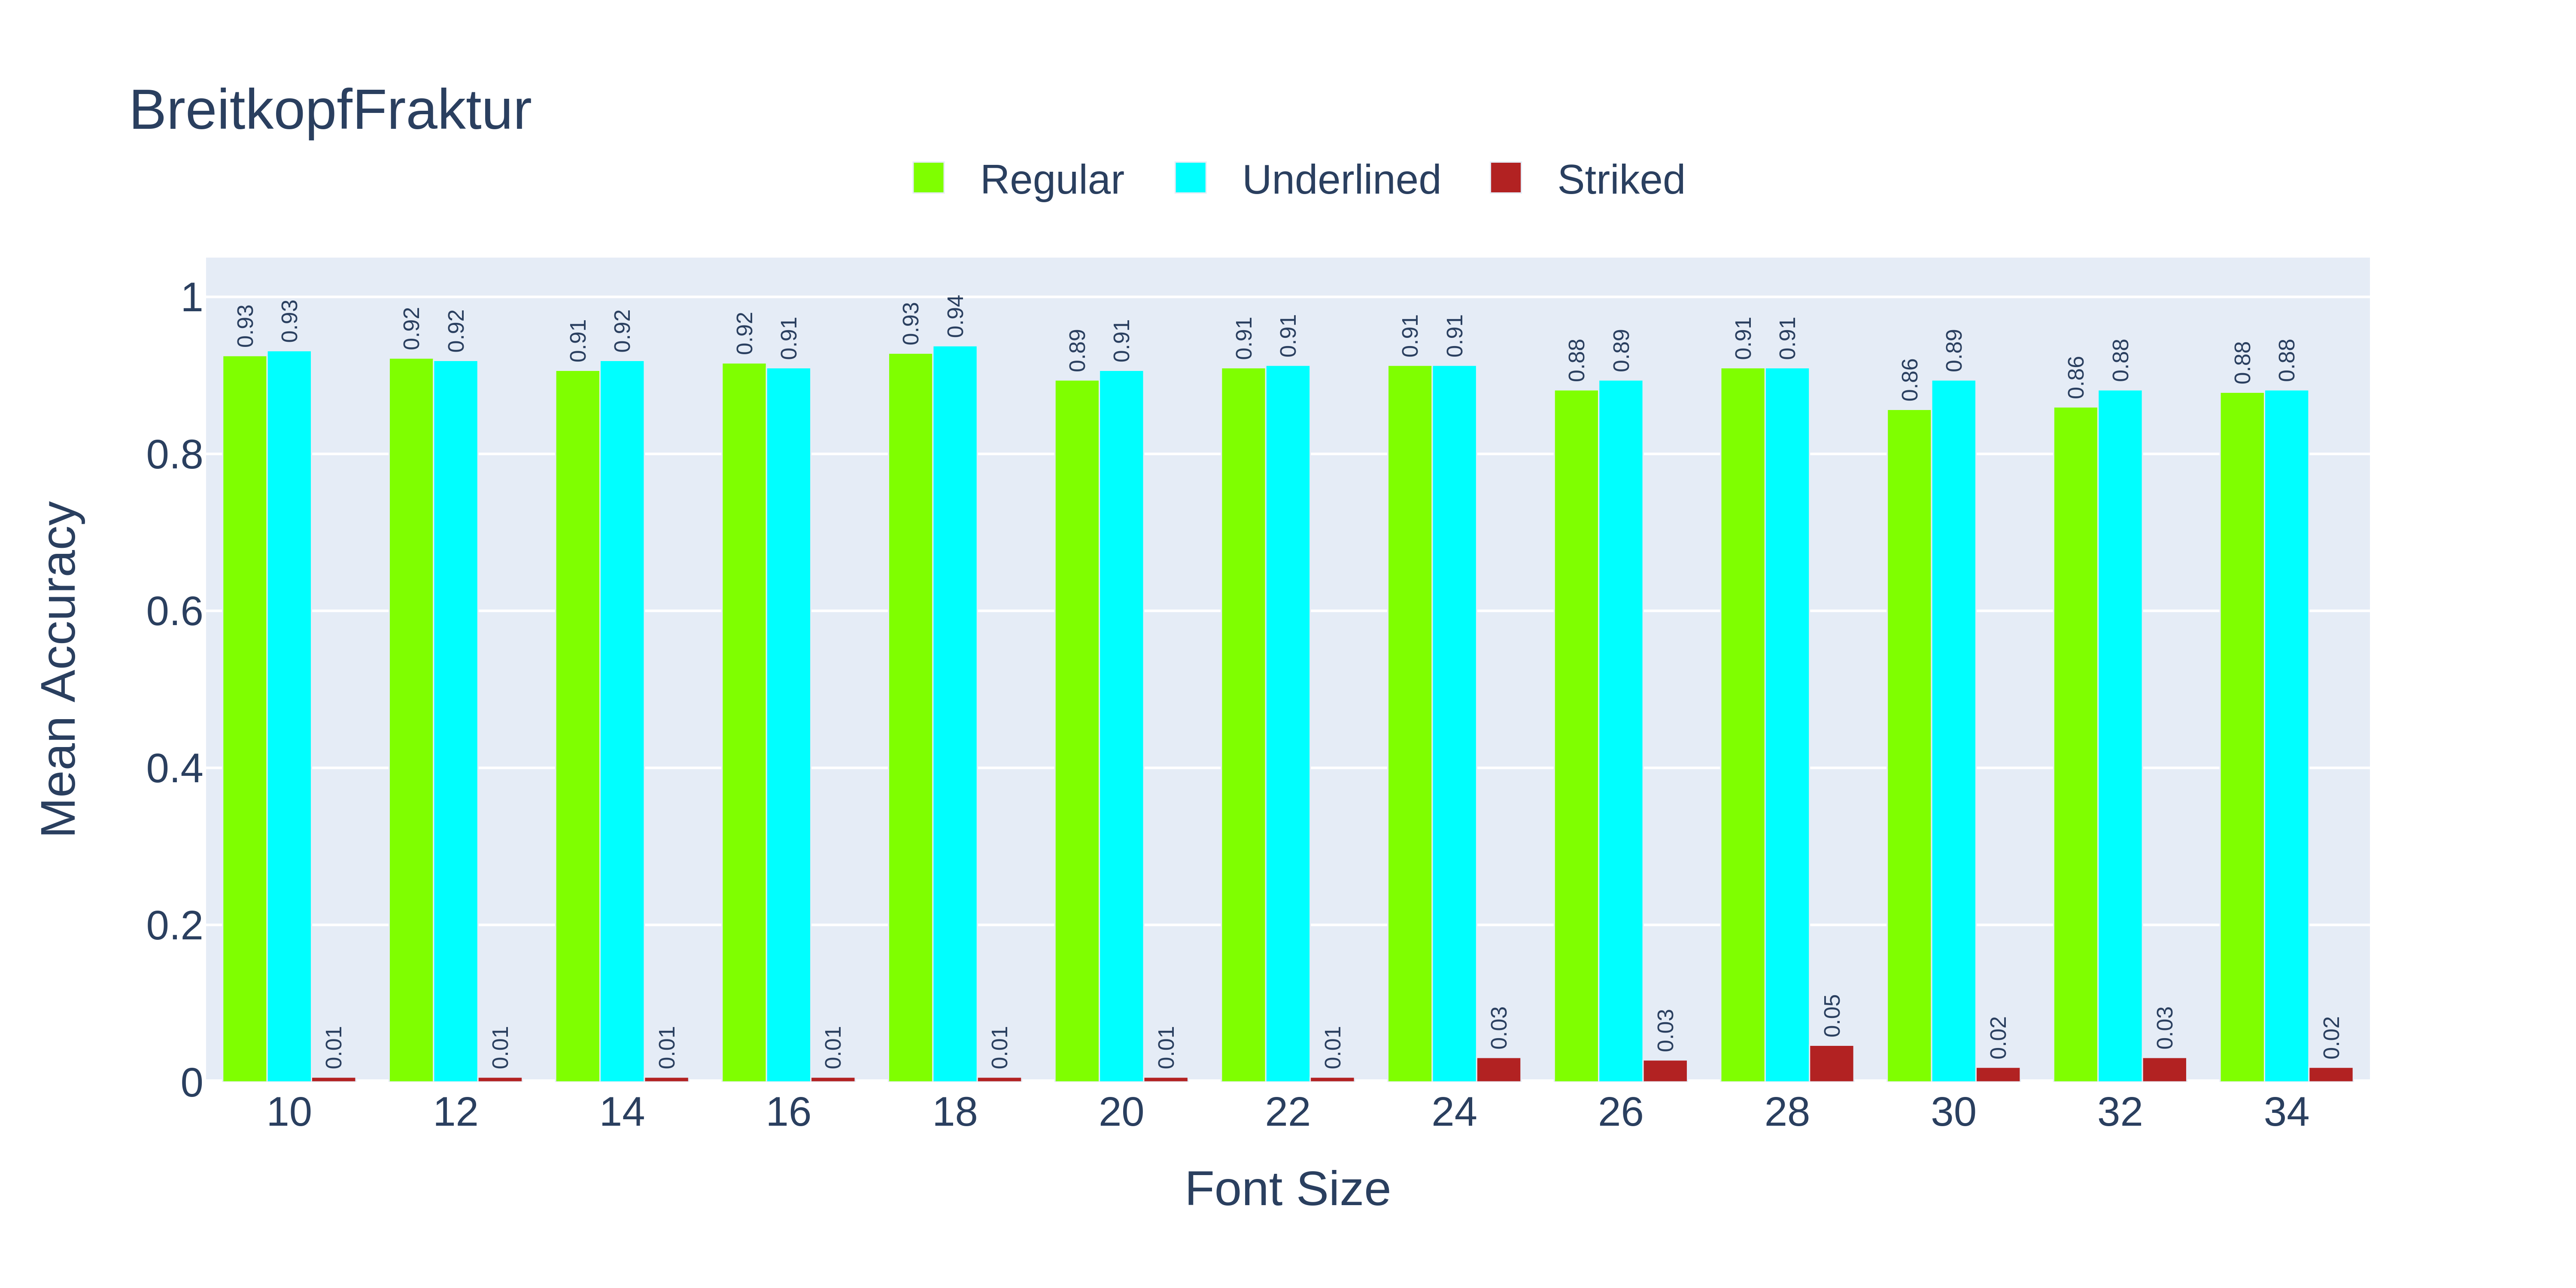 BreitkopfFraktur
Regular Underlined Striked
Mean Accuracy
1
0.8
0.6
0.4
0.2
0
0.93 0.93 0.01
0.92 0.92 0.01
0.91 0.92 0.01
0.92 0.91 0.01
0.93 0.94 0.01
0.89 0.91 0.01
0.91 0.91 0.01
0.91 0.91 0.03
0.88 0.89 0.03
0.91 0.91 0.05
0.86 0.89 0.02
0.86 0.88 0.03
0.88 0.88 0.02
10 12 14 16 18 20 22 24 26 28 30 32 34
Font Size